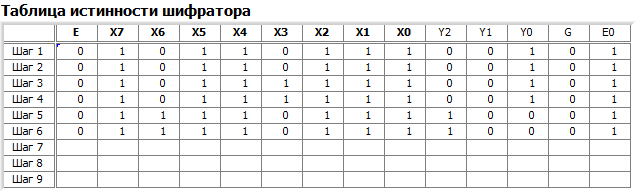 Таблица истинности шифратора
E X7 X6 X5 X4 X3 X2 X1 X0 Y2 Y1 Y0 G E0
Шаг 1 0 1 0 1 1 0 1 1 1 0 0 1 0 1
Шаг 2 0 1 0 1 1 0 1 1 1 0 0 1 0 1
Шаг 3 0 1 0 1 1 1 1 1 1 0 0 1 0 1
Шаг 4 0 1 0 1 1 1 1 1 1 0 0 1 0 1
Шаг 5 0 1 1 1 1 0 1 1 1 1 0 0 0 1
Шаг 6 0 1 1 1 1 0 1 1 1 1 0 0 0 1
Шаг 7
Шаг 8
Шаг 9